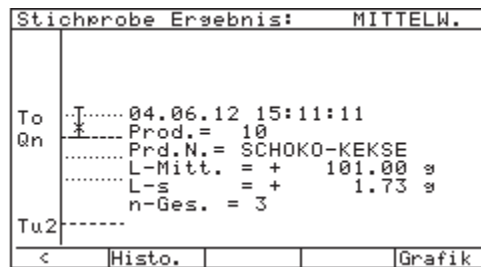 Stichprobe Ergebnis: MITTELW.
To 04.06.12 15:11:11
Qn Prod.= 10
Prd.N.= SCHOKO-KEKSE
L-Mitt. = + 101.00 g
L-s = + 1.73 g
n-Ges. = 3
Tu2
< Histo. Grafik